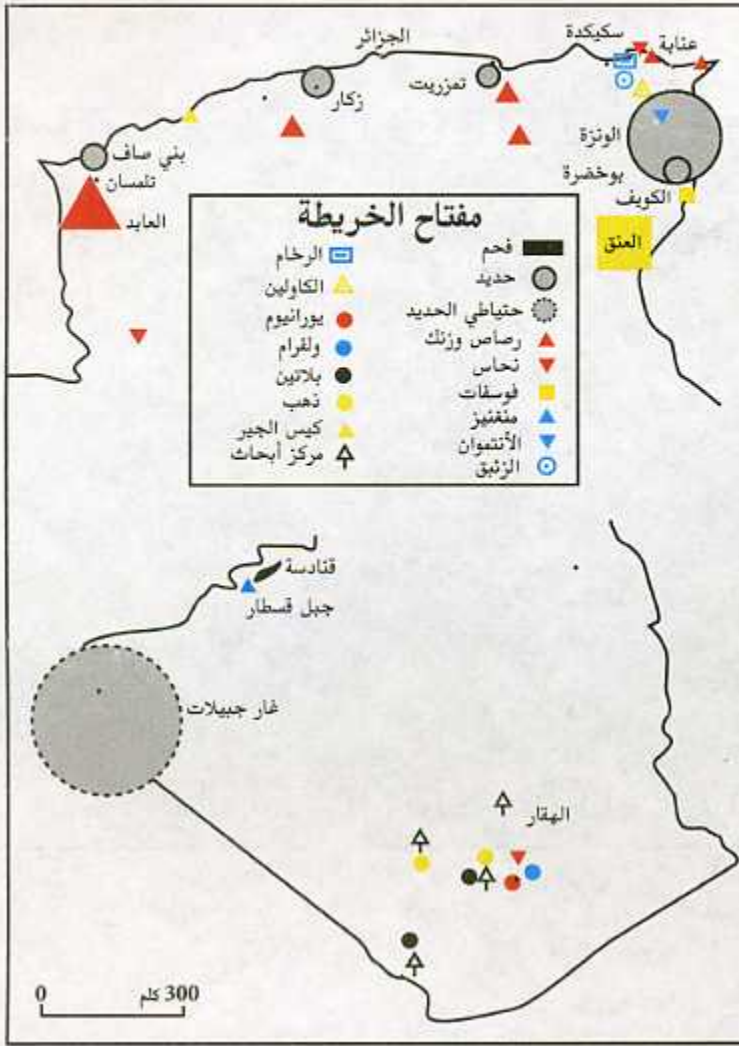 الجزائر
سكيكدة
عنابة
تمزريت
زكار
الونزة
بني صاف
بوخضرة
تلمسان
الكويف
العابد
العنق
مفتاح الخريطة
فحم
حديد
حتياطي الحديد
رصاص وزنك
نحاس
فوسفات
منغنيز
الأنتموان
الزئبق
الرخام
الكاولين
يورانيوم
ولفرام
بلاتين
ذهب
كيس الجير
مركز أبحاث
قنادسة
جبل قسطار
غار جبيلات
الهقار
0 300 كلم